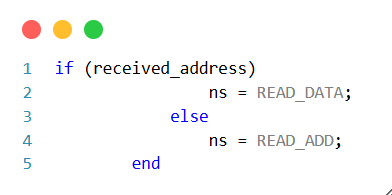 1 if (received_address)
2 ns = READ_DATA;
3 else
4 ns = READ_ADD;
5 end